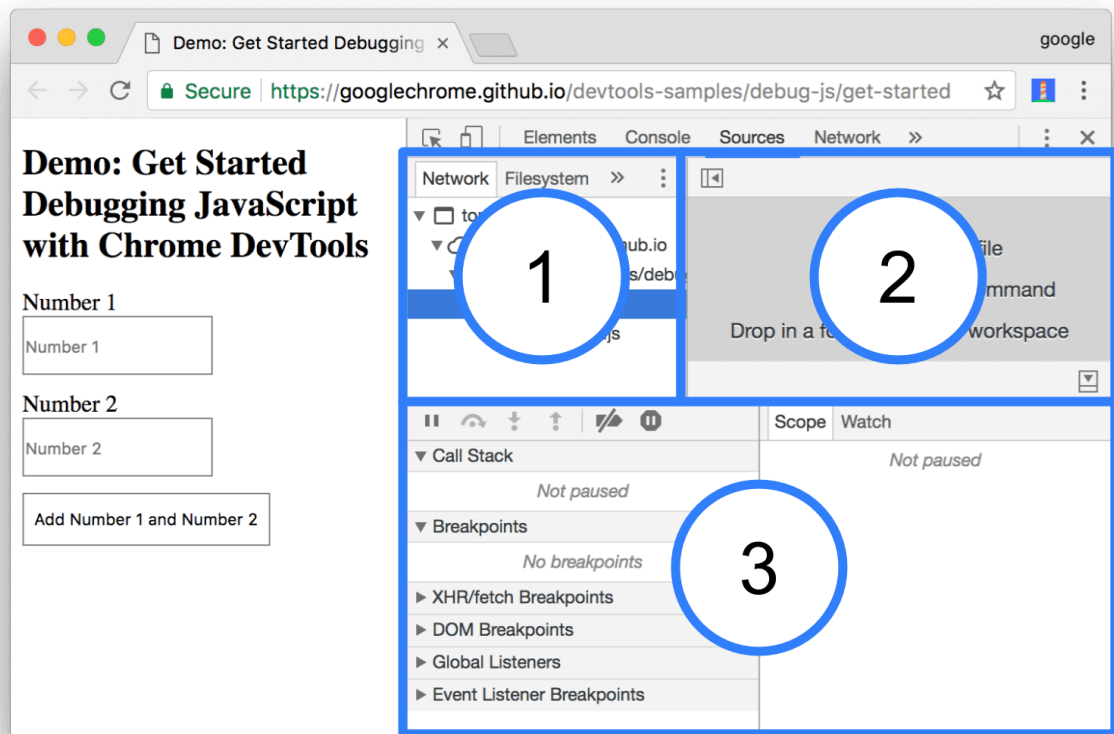 Demo: Get Started Debugging
google
Secure https://googlechrome.github.io/devtools-samples/debug-js/get-started
Elements Console Sources Network
Demo: Get Started
Debugging JavaScript
with Chrome DevTools
Number 1
Number 1
Number 2
Number 2
Add Number 1 and Number 2
Network Filesystem
1
2
Drop in a workspace
Call Stack
Not paused
Breakpoints
No breakpoints
XHR/fetch Breakpoints
DOM Breakpoints
Global Listeners
Event Listener Breakpoints
Scope Watch
Not paused
3